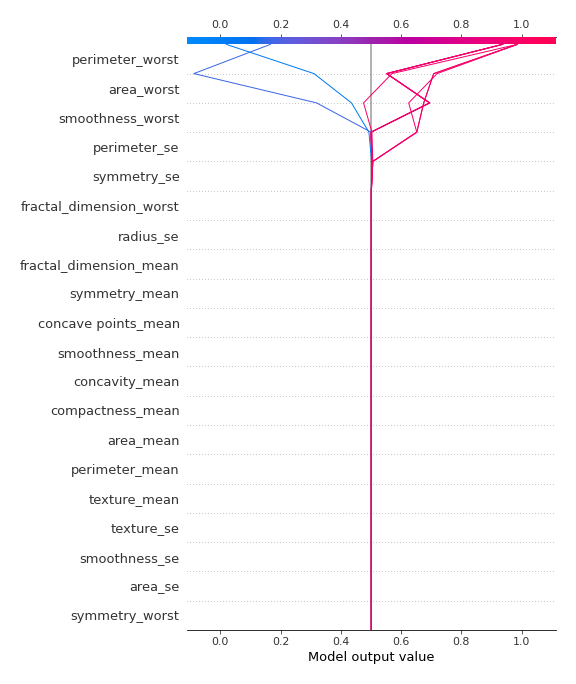 0.0 0.2 0.4 0.6 0.8 1.0
perimeter_worst
area_worst
smoothness_worst
perimeter_se
symmetry_se
fractal_dimension_worst
radius_se
fractal_dimension_mean
symmetry_mean
concave points_mean
smoothness_mean
concavity_mean
compactness_mean
area_mean
perimeter_mean
texture_mean
texture_se
smoothness_se
area_se
symmetry_worst
0.0 0.2 0.4 0.6 0.8 1.0
Model output value